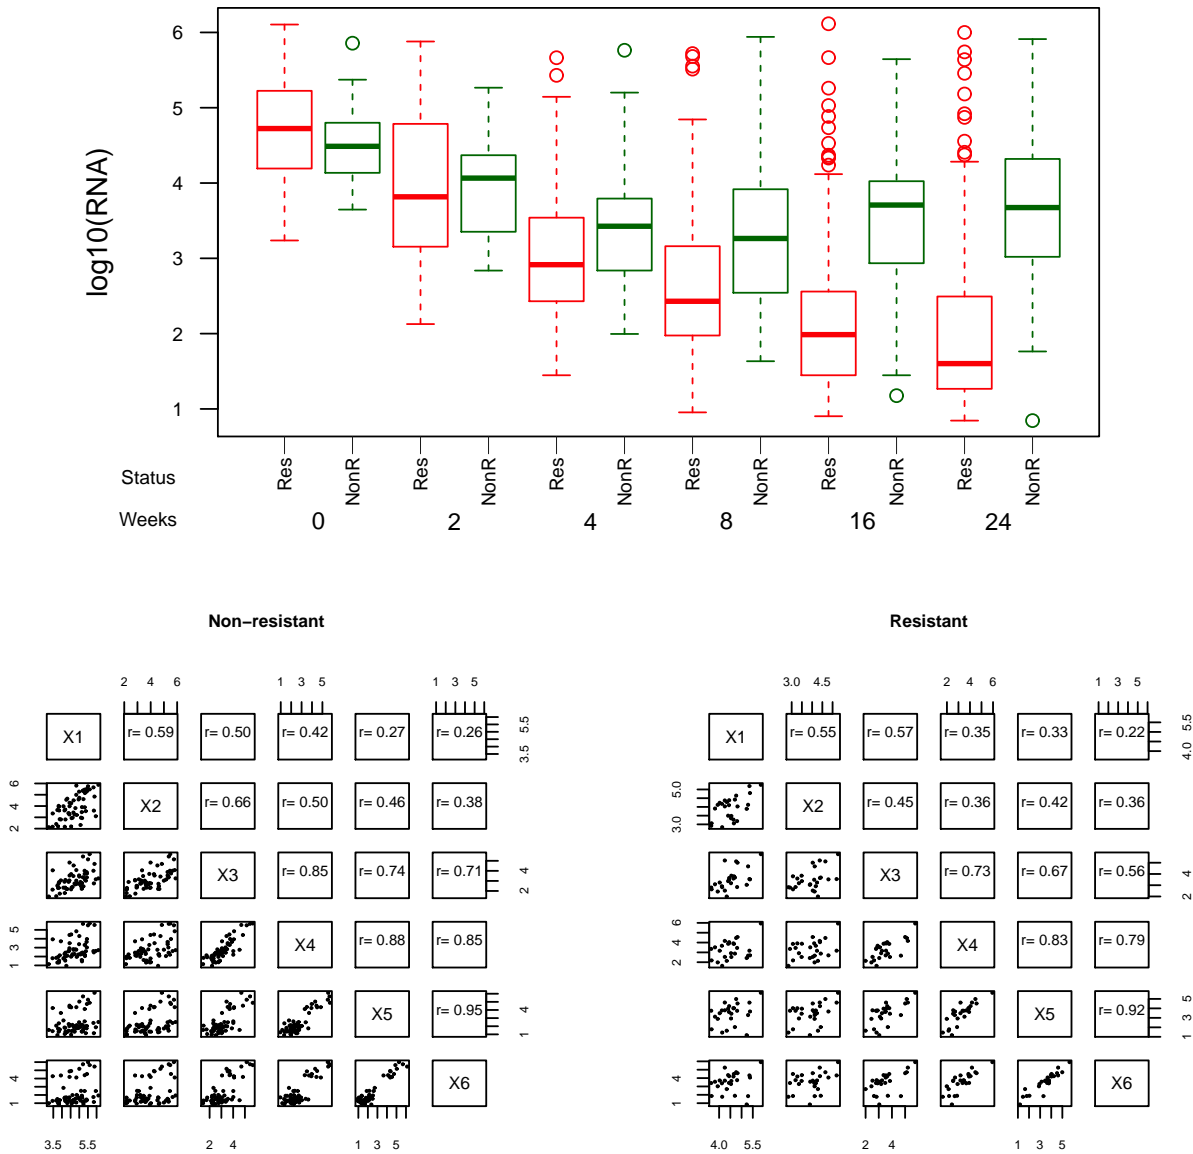 log10(RNA)
6
5
4
3
2
1
Status
Res NonR Res NonR Res NonR Res NonR Res NonR Res NonR
Weeks 0 2 4 8 16 24
Non−resistant
2 4 6 1 3 5 1 3 5
X1 r= 0.59 r= 0.50 r= 0.42 r= 0.27 r= 0.26 3.5 5.5
2 4 6 X2 r= 0.66 r= 0.50 r= 0.46 r= 0.38
X3 r= 0.85 r= 0.74 r= 0.71 2 4
1 3 5 X4 r= 0.88 r= 0.85
X5 r= 0.95 1 4
1 4 X6
3.5 5.5 2 4 1 3 5
Resistant
3.0 4.5 2 4 6 1 3 5
X1 r= 0.55 r= 0.57 r= 0.35 r= 0.33 r= 0.22 4.0 5.5
3.0 5.0 X2 r= 0.45 r= 0.36 r= 0.42 r= 0.36
X3 r= 0.73 r= 0.67 r= 0.56 2 4
2 4 6 X4 r= 0.83 r= 0.79
X5 r= 0.92 1 3 5
1 4 X6
4.0 5.5 2 4 1 3 5